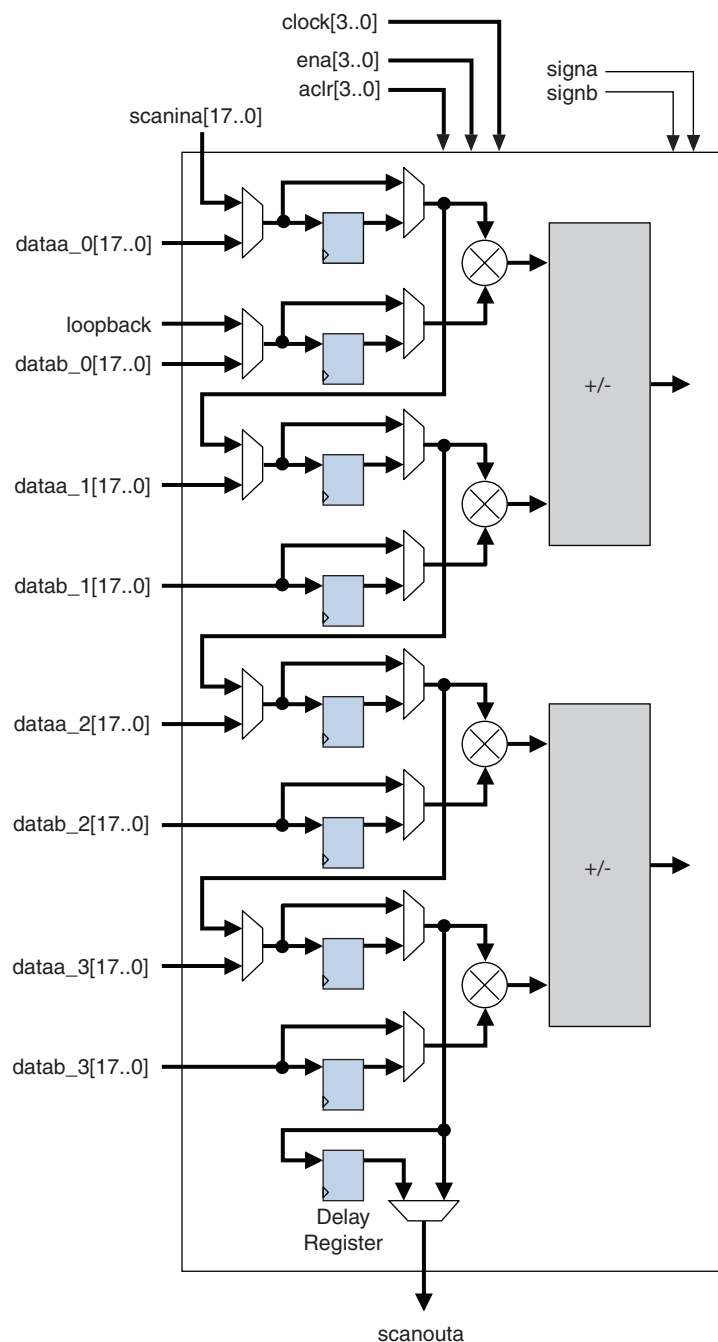 clock[3..0]
ena[3..0]
aclr[3..0]
signa
signb
scanina[17..0]
dataa_0[17..0]
loopback
datab_0[17..0]
+/-
dataa_1[17..0]
datab_1[17..0]
dataa_2[17..0]
datab_2[17..0]
+/-
dataa_3[17..0]
datab_3[17..0]
Delay
Register
scanouta